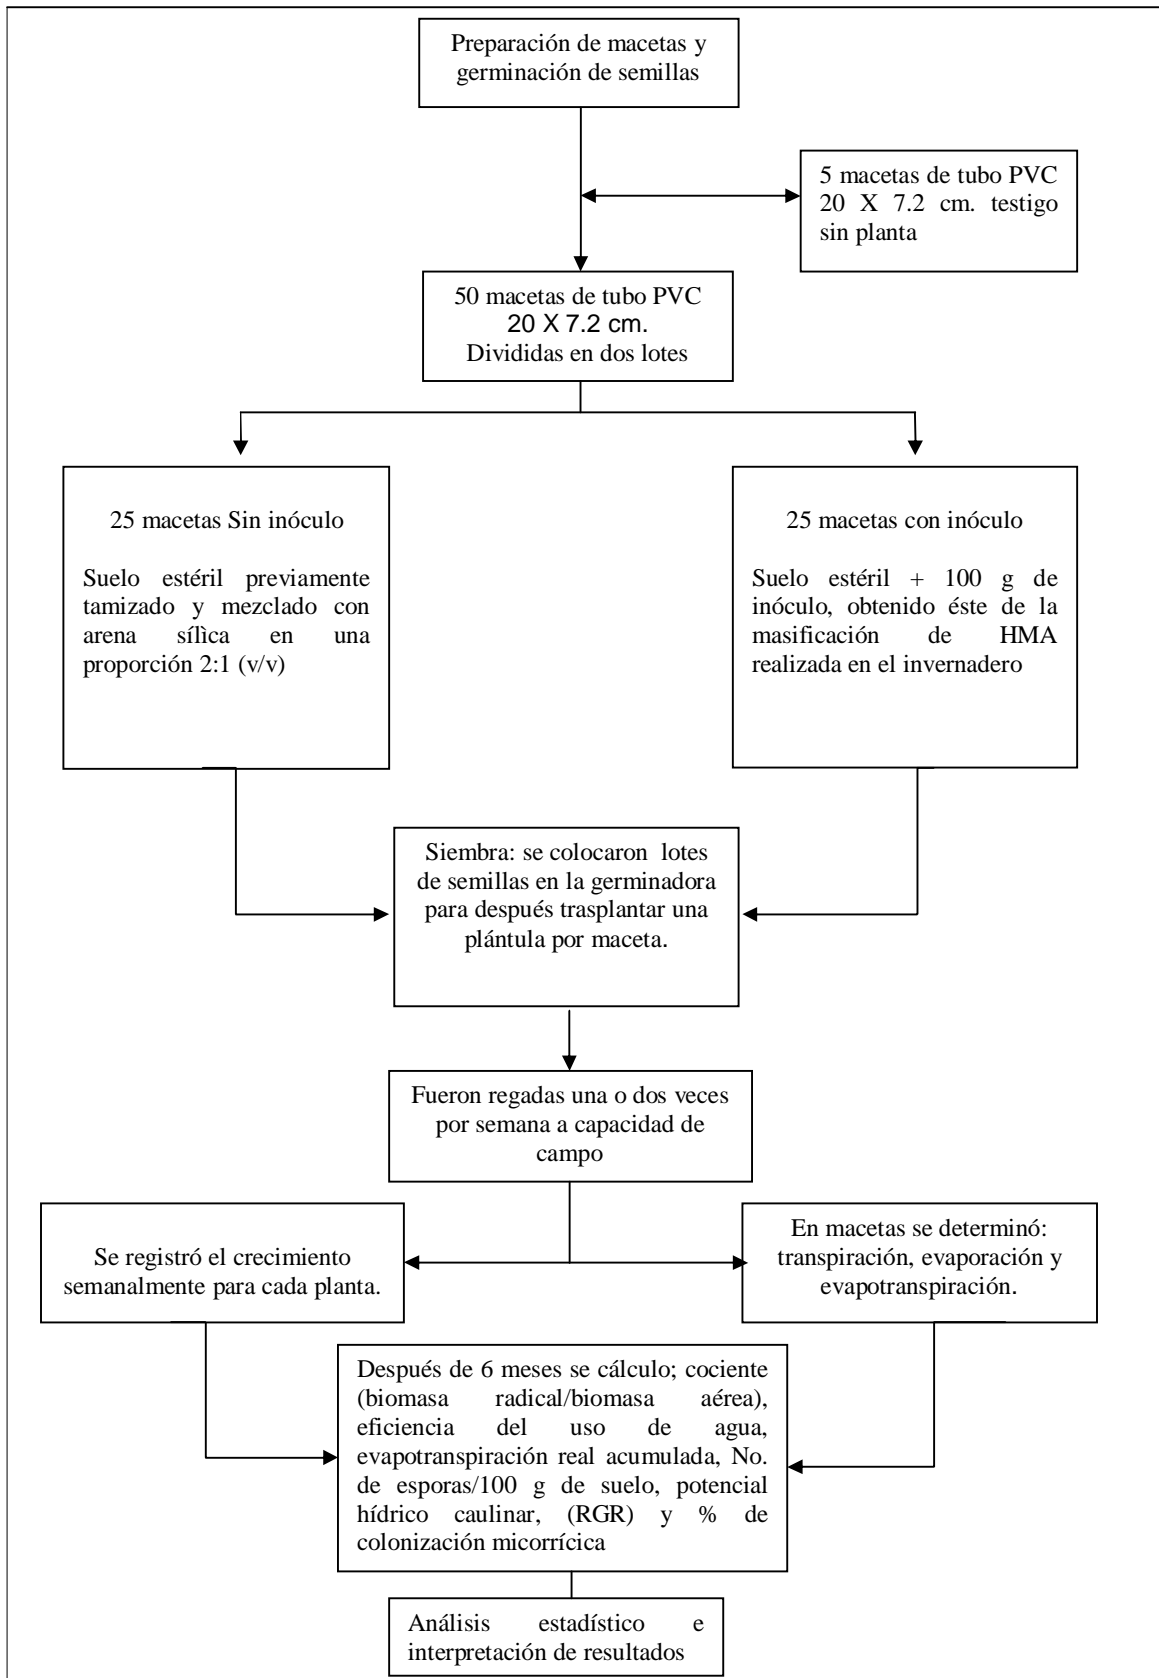 Preparación de macetas y
germinación de semillas
5 macetas de tubo PVC
20 X 7.2 cm. testigo
sin planta
50 macetas de tubo PVC
20 X 7.2 cm.
Divididas en dos lotes
25 macetas Sin inóculo
Suelo estéril previamente
tamizado y mezclado con
arena sílìca en una
proporción 2:1 (v/v)
25 macetas con inóculo
Suelo estéril + 100 g de
inóculo, obtenido éste de la
masificación de HMA
realizada en el invernadero
Siembra: se colocaron lotes
de semillas en la germinadora
para después trasplantar una
plántula por maceta.
Fueron regadas una o dos veces
por semana a capacidad de
campo
Se registró el crecimiento
semanalmente para cada planta.
En macetas se determinó:
transpiración, evaporación y
evapotranspiración.
Después de 6 meses se cálculo; cociente
(biomasa radical/biomasa aérea),
eficiencia del uso de agua,
evapotranspiración real acumulada, No.
de esporas/100 g de suelo, potencial
hídrico caulinar, (RGR) y % de
colonización micorrícica
Análisis estadístico e
interpretación de resultados